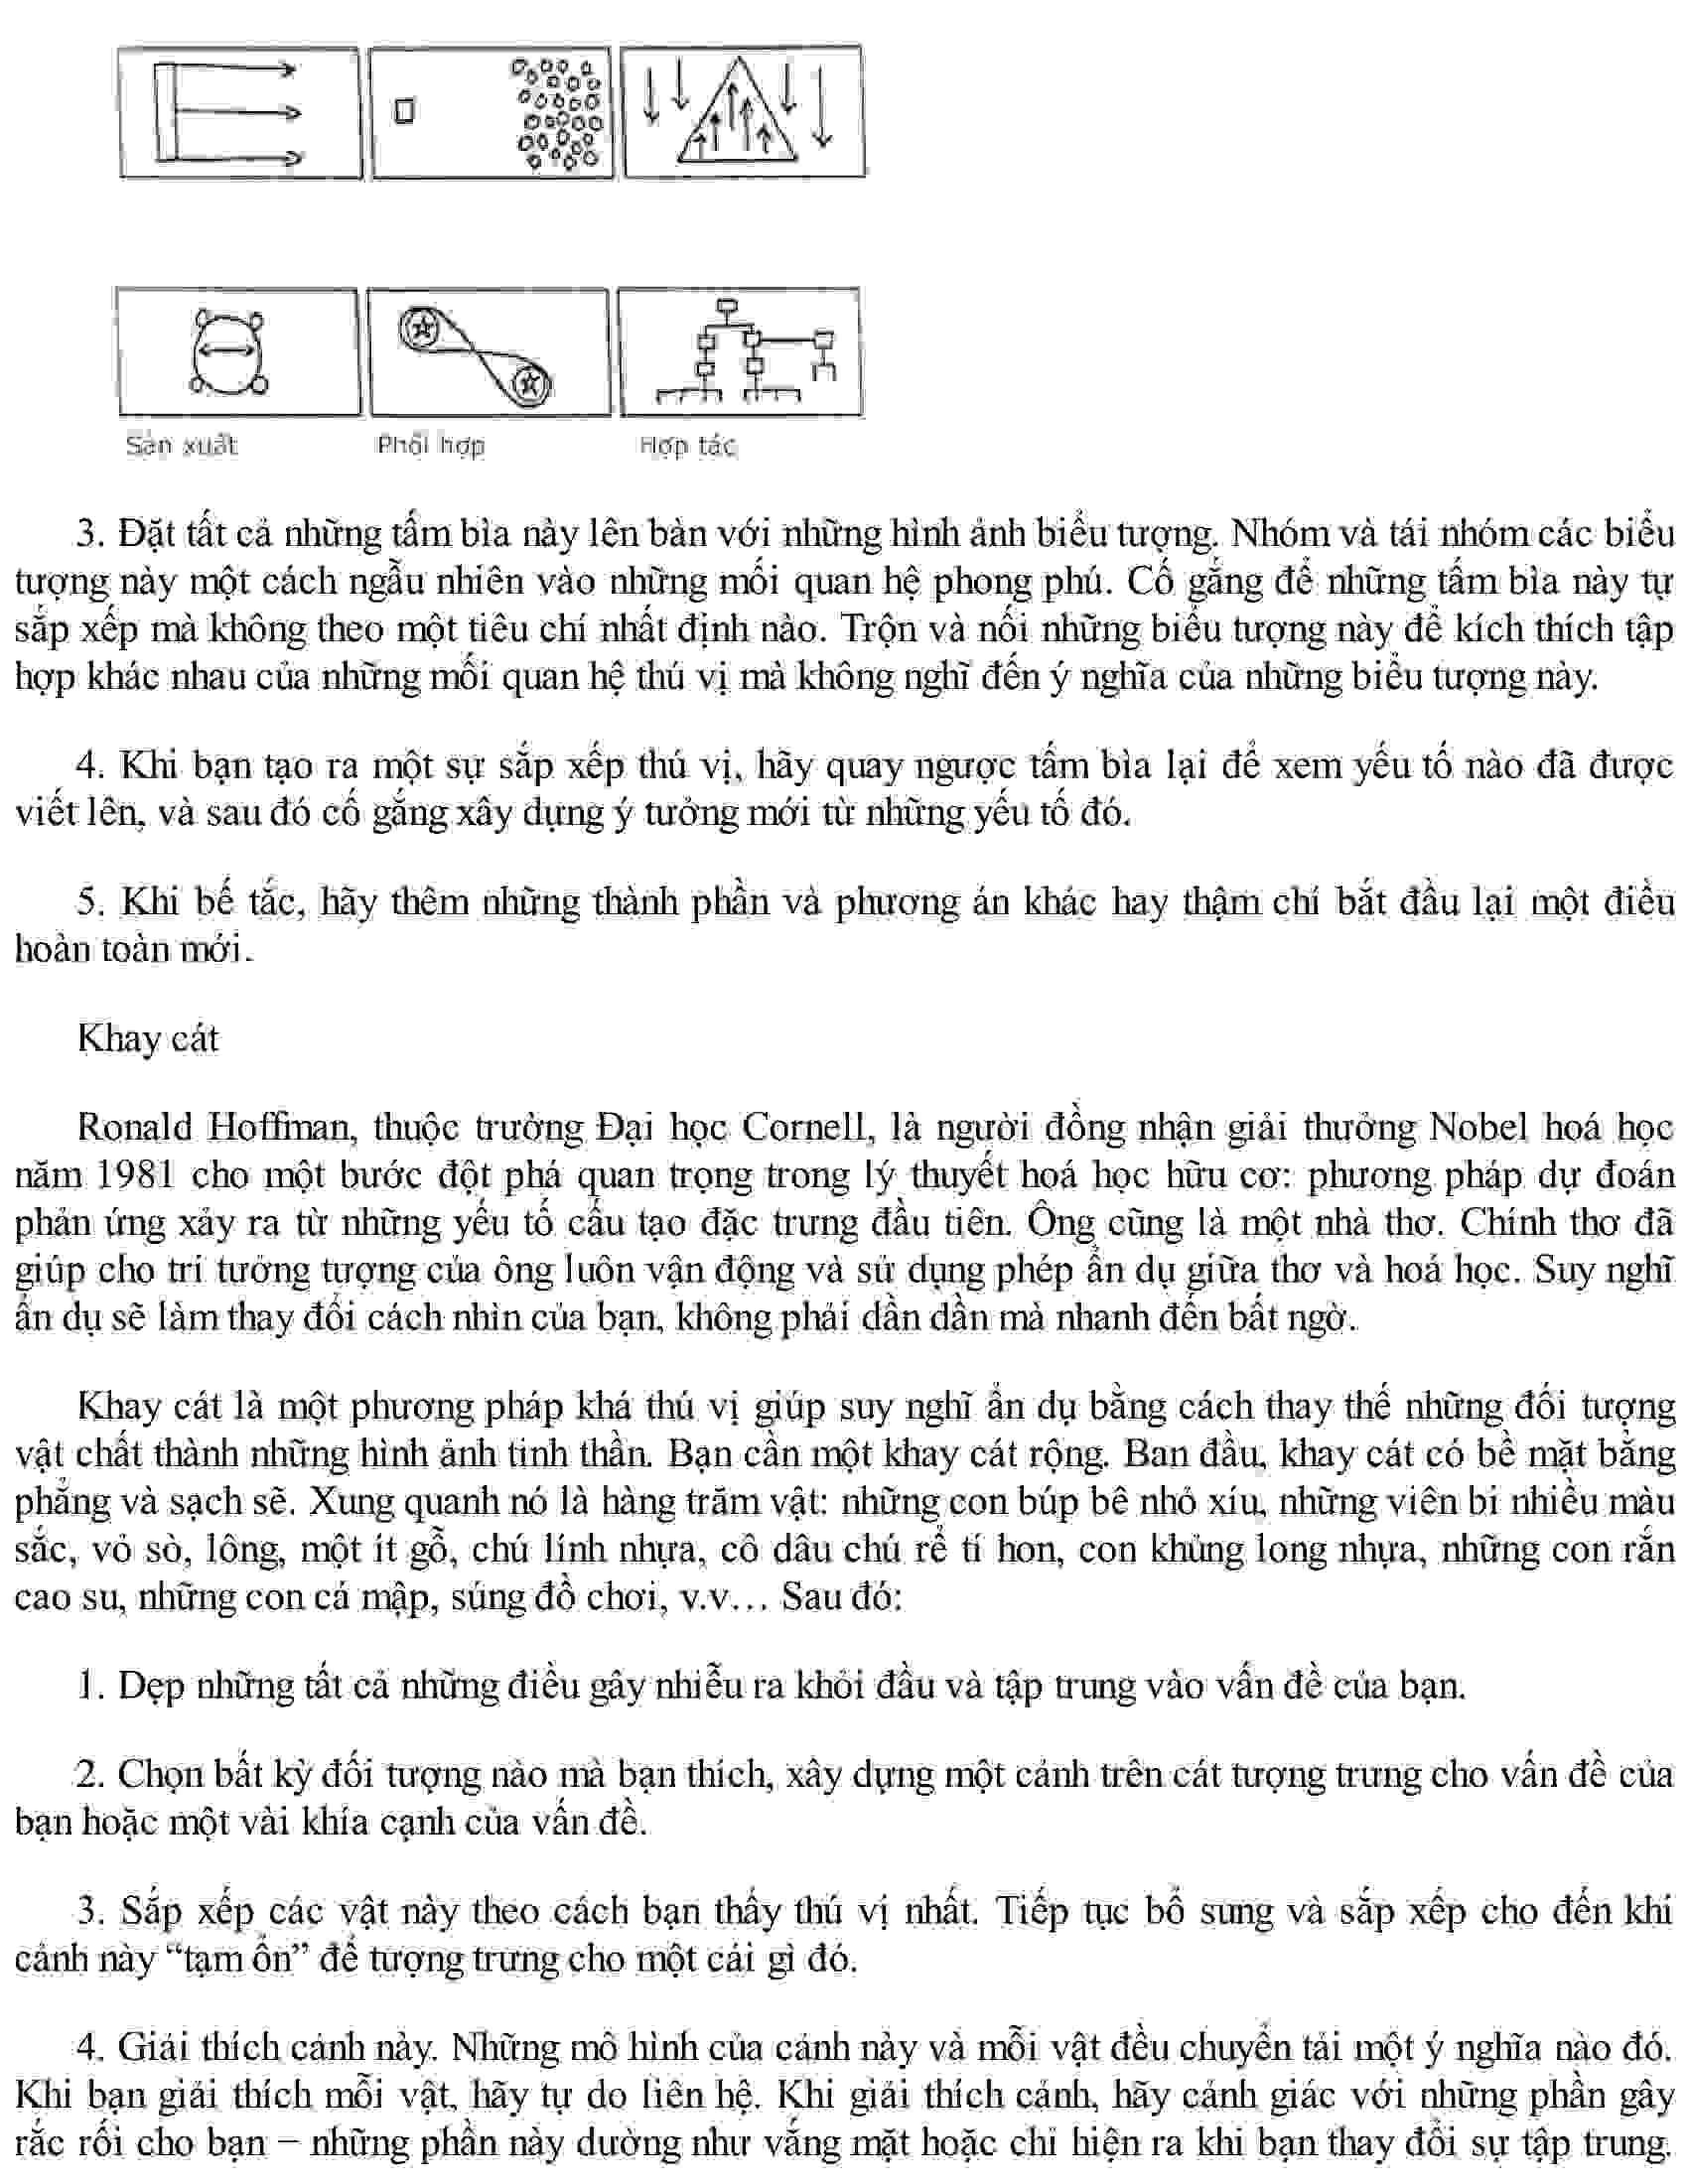 Sản xuất
Phối hợp
Hợp tác
3. Đặt tất cả những tấm bìa này lên bàn với những hình ảnh biểu tượng. Nhóm và tái nhóm các biểu
tượng này một cách ngẫu nhiên vào những mối quan hệ phong phú. Cố gắng để những tấm bìa này tự
sắp xếp mà không theo một tiêu chí nhất định nào. Trộn và nối những biểu tượng này để kích thích tập
hợp khác nhau của những mối quan hệ thú vị mà không nghĩ đến ý nghĩa của những biểu tượng này.
4. Khi bạn tạo ra một sự sắp xếp thú vị, hãy quay ngược tấm bìa lại để xem yếu tố nào đã được
viết lên, và sau đó cố gắng xây dựng ý tưởng mới từ những yếu tố đó.
5. Khi bế tắc, hãy thêm những thành phần và phương án khác hay thậm chí bắt đầu lại một điều
hoàn toàn mới.
Khay cát
Ronald Hoffman, thuộc trường Đại học Cornell, là người đồng nhận giải thưởng Nobel hoá học
năm 1981 cho một bước đột phá quan trọng trong lý thuyết hoá học hữu cơ: phương pháp dự đoán
phản ứng xảy ra từ những yếu tố cấu tạo đặc trưng đầu tiên. Ông cũng là một nhà thơ. Chính thơ đã
giúp cho trí tưởng tượng của ông luôn vận động và sử dụng phép ẩn dụ giữa thơ và hoá học. Suy nghĩ
ẩn dụ sẽ làm thay đổi cách nhìn của bạn, không phải dần dần mà nhanh đến bất ngờ.
Khay cát là một phương pháp khá thú vị giúp suy nghĩ ẩn dụ bằng cách thay thế những đối tượng
vật chất thành những hình ảnh tinh thần. Bạn cần một khay cát rộng. Ban đầu, khay cát có bề mặt bằng
phẳng và sạch sẽ. Xung quanh nó là hàng trăm vật: những con búp bê nhỏ xíu, những viên bi nhiều màu
sắc, vỏ sò, lông, một ít gỗ, chú lính nhựa, cô dâu chú rể tí hon, con khủng long nhựa, những con rắn
cao su, những con cá mập, súng đồ chơi, v.v… Sau đó:
1. Dẹp những tất cả những điều gây nhiễu ra khỏi đầu và tập trung vào vấn đề của bạn.
2. Chọn bất kỳ đối tượng nào mà bạn thích, xây dựng một cảnh trên cát tượng trưng cho vấn đề của
bạn hoặc một vài khía cạnh của vấn đề.
3. Sắp xếp các vật này theo cách bạn thấy thú vị nhất. Tiếp tục bổ sung và sắp xếp cho đến khi
cảnh này “tạm ổn” để tượng trưng cho một cái gì đó.
4. Giải thích cảnh này. Những mô hình của cảnh này và mỗi vật đều chuyển tải một ý nghĩa nào đó.
Khi bạn giải thích mỗi vật, hãy tự do liên hệ. Khi giải thích cảnh, hãy cảnh giác với những phần gây
rắc rối cho bạn – những phần này dường như vắng mặt hoặc chỉ hiện ra khi bạn thay đổi sự tập trung.